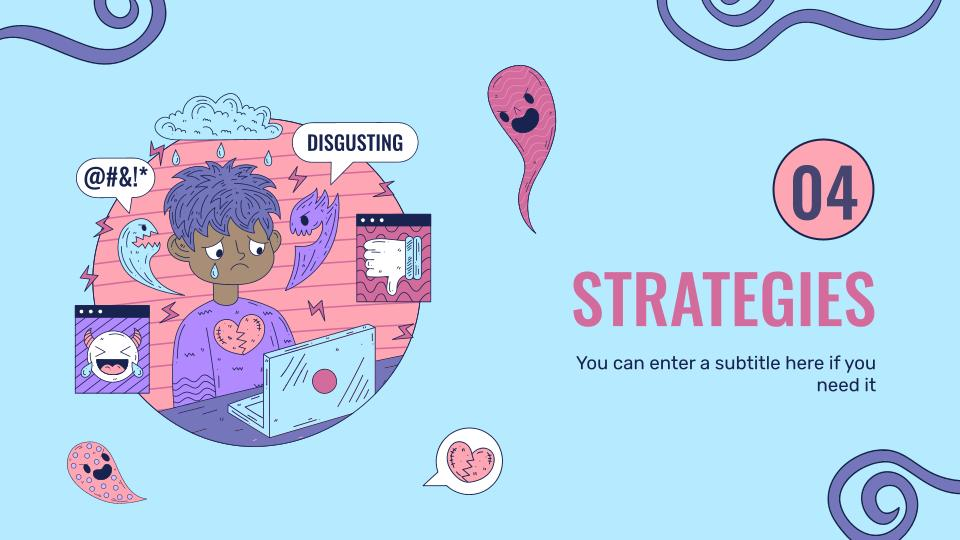 DISGUSTING
@#&!*
04
STRATEGIES
You can enter a subtitle here if you
need it